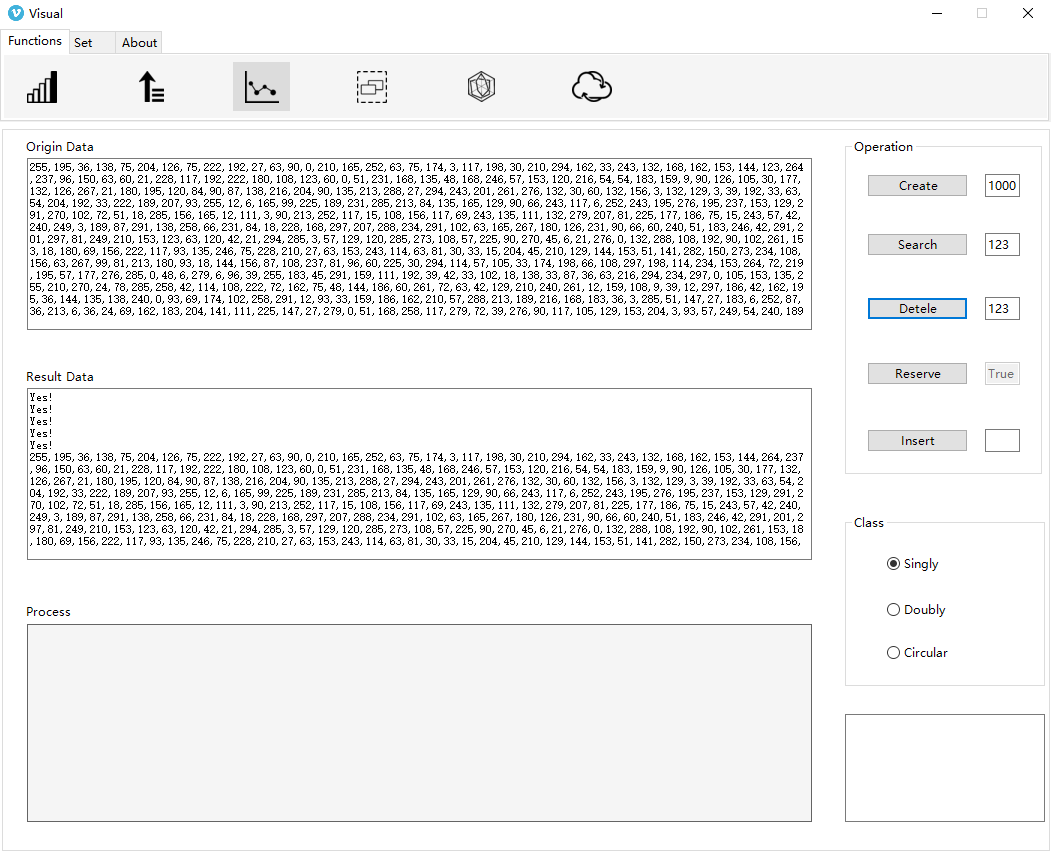 Visual
Functions
Set
About
Origin Data
255,195,36,138,75,204,126,75,222,192,27,63,90,0,210,165,252,63,75,174,3,117,198,30,210,294,162,33,243,132,168,162,153,144,123,264
,237,96,150,63,60,21,228,117,192,222,180,108,123,60,0,51,231,168,135,48,168,246,57,153,120,216,54,54,183,159,9,90,126,105,30,177,
132,126,267,21,180,195,120,84,90,87,138,216,204,90,135,213,288,27,294,243,201,261,276,132,30,60,132,156,3,132,129,3,39,192,33,63,
54,204,192,33,222,189,207,93,255,12,6,165,99,225,189,231,285,213,84,135,165,129,90,66,243,117,6,252,243,195,276,195,237,153,129,2
91,270,102,72,51,18,285,156,165,12,111,3,90,213,252,117,15,108,156,117,69,243,135,111,132,279,207,81,225,177,186,75,15,243,57,42,
240,249,3,189,87,291,138,258,66,231,84,18,228,168,297,207,288,234,291,102,63,165,267,180,126,231,90,66,60,240,51,183,246,42,291,2
01,297,81,249,210,153,123,63,120,42,21,294,285,3,57,129,120,285,273,108,57,225,90,270,45,6,21,276,0,132,288,108,192,90,102,261,15
3,18,180,69,156,222,117,93,135,246,75,228,210,27,63,153,243,114,63,81,30,33,15,204,45,210,129,144,153,51,141,282,150,273,234,108,
156,63,267,99,81,213,180,93,18,144,156,87,108,237,81,96,60,225,30,294,114,57,105,33,174,198,66,108,297,198,114,234,153,264,72,219
,195,57,177,276,285,0,48,6,279,6,96,39,255,183,45,291,159,111,192,39,42,33,102,18,138,33,87,36,63,216,294,234,297,0,105,153,135,2
55,210,270,24,78,285,258,42,114,108,222,72,162,75,48,144,186,60,261,72,63,42,129,210,240,261,12,159,108,9,39,12,297,186,42,162,19
5,36,144,135,138,240,0,93,69,174,102,258,291,12,93,33,159,186,162,210,57,288,213,189,216,168,183,36,3,285,51,147,27,183,6,252,87,
36,213,6,36,24,69,162,183,204,141,111,225,147,27,279,0,51,168,258,117,279,72,39,276,90,117,105,129,153,204,3,93,57,249,54,240,189
Result Data
Yes!
Yes!
Yes!
Yes!
Yes!
255,195,36,138,75,204,126,75,222,192,27,63,90,0,210,165,252,63,75,174,3,117,198,30,210,294,162,33,243,132,168,162,153,144,264,237
,96,150,63,60,21,228,117,192,222,180,108,123,60,0,51,231,168,135,48,168,246,57,153,120,216,54,54,183,159,9,90,126,105,30,177,132,
126,267,21,180,195,120,84,90,87,138,216,204,90,135,213,288,27,294,243,201,261,276,132,30,60,132,156,3,132,129,3,39,192,33,63,54,2
04,192,33,222,189,207,93,255,12,6,165,99,225,189,231,285,213,84,135,165,129,90,66,243,117,6,252,243,195,276,195,237,153,129,291,2
70,102,72,51,18,285,156,165,12,111,3,90,213,252,117,15,108,156,117,69,243,135,111,132,279,207,81,225,177,186,75,15,243,57,42,240,
249,3,189,87,291,138,258,66,231,84,18,228,168,297,207,288,234,291,102,63,165,267,180,126,231,90,66,60,240,51,183,246,42,291,201,2
97,81,249,210,153,123,63,120,42,21,294,285,3,57,129,120,285,273,108,57,225,90,270,45,6,21,276,0,132,288,108,192,90,102,261,153,18
,180,69,156,222,117,93,135,246,75,228,210,27,63,153,243,114,63,81,30,33,15,204,45,210,129,144,153,51,141,282,150,273,234,108,156,
Process
Operation
Create
1000
Search
123
Detele
123
Reserve
True
Insert
Class
Singly
Doubly
Circular